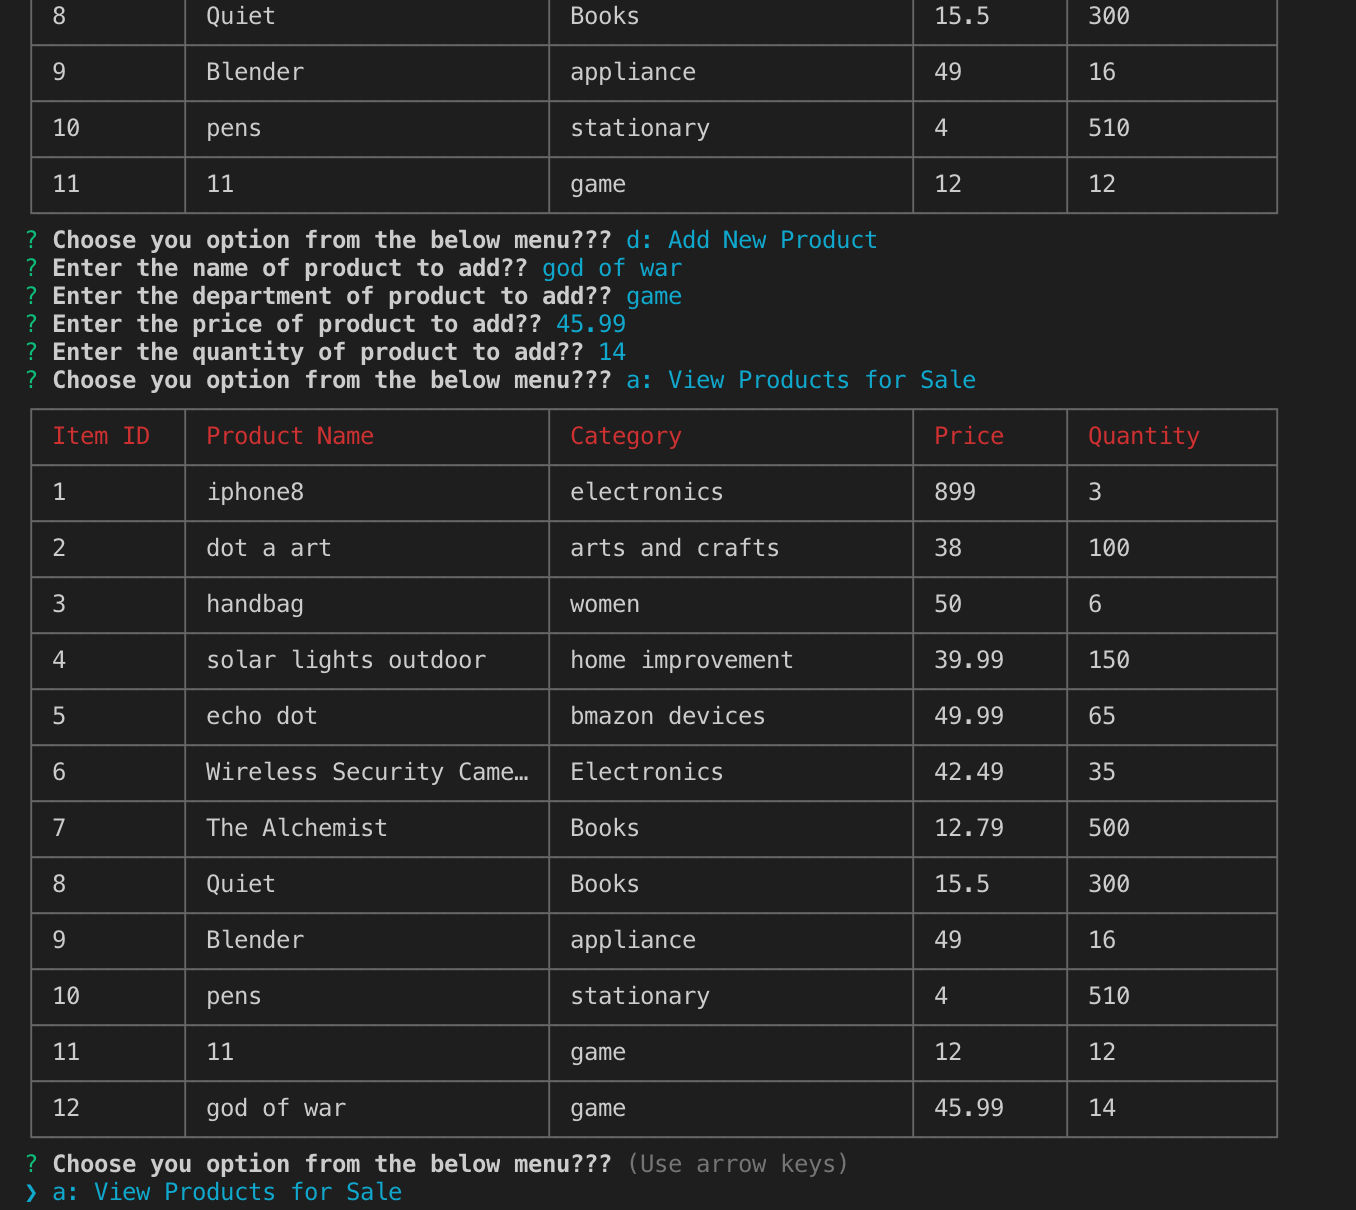 8 Quiet Books 15.5 300
9 Blender appliance 49 16
10 pens stationary 4 510
11 11 game 12 12
? Choose you option from the below menu??? d: Add New Product
? Enter the name of product to add?? god of war
? Enter the department of product to add?? game
? Enter the price of product to add?? 45.99
? Enter the quantity of product to add?? 14
? Choose you option from the below menu??? a: View Products for Sale
Item ID Product Name Category Price Quantity
1 iphone8 electronics 899 3
2 dot a art arts and crafts 38 100
3 handbag women 50 6
4 solar lights outdoor home improvement 39.99 150
5 echo dot bmazon devices 49.99 65
6 Wireless Security Came… Electronics 42.49 35
7 The Alchemist Books 12.79 500
8 Quiet Books 15.5 300
9 Blender appliance 49 16
10 pens stationary 4 510
11 11 game 12 12
12 god of war game 45.99 14
? Choose you option from the below menu??? (Use arrow keys)
❯ a: View Products for Sale